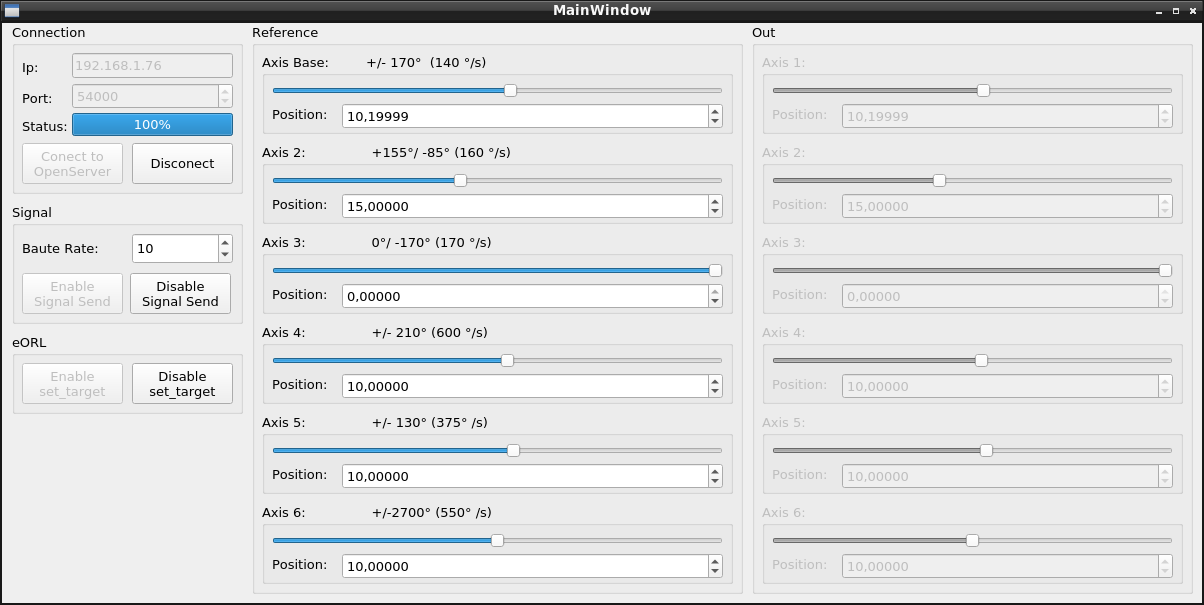 MainWindow
Connection
Ip: 192.168.1.76
Port: 54000
Status: 100%
Conect to
OpenServer
Disconect
Signal
Baute Rate: 10
Enable
Signal Send
Disable
Signal Send
eORL
Enable
set_target
Disable
set_target
Reference
Axis Base: +/- 170° (140 °/s)
Position: 10,19999
Axis 2: +155°/ -85° (160 °/s)
Position: 15,00000
Axis 3: 0°/ -170° (170 °/s)
Position: 0,00000
Axis 4: +/- 210° (600 °/s)
Position: 10,00000
Axis 5: +/- 130° (375° /s)
Position: 10,00000
Axis 6: +/-2700° (550° /s)
Position: 10,00000
Out
Axis 1:
Position: 10,19999
Axis 2:
Position: 15,00000
Axis 3:
Position: 0,00000
Axis 4:
Position: 10,00000
Axis 5:
Position: 10,00000
Axis 6:
Position: 10,00000